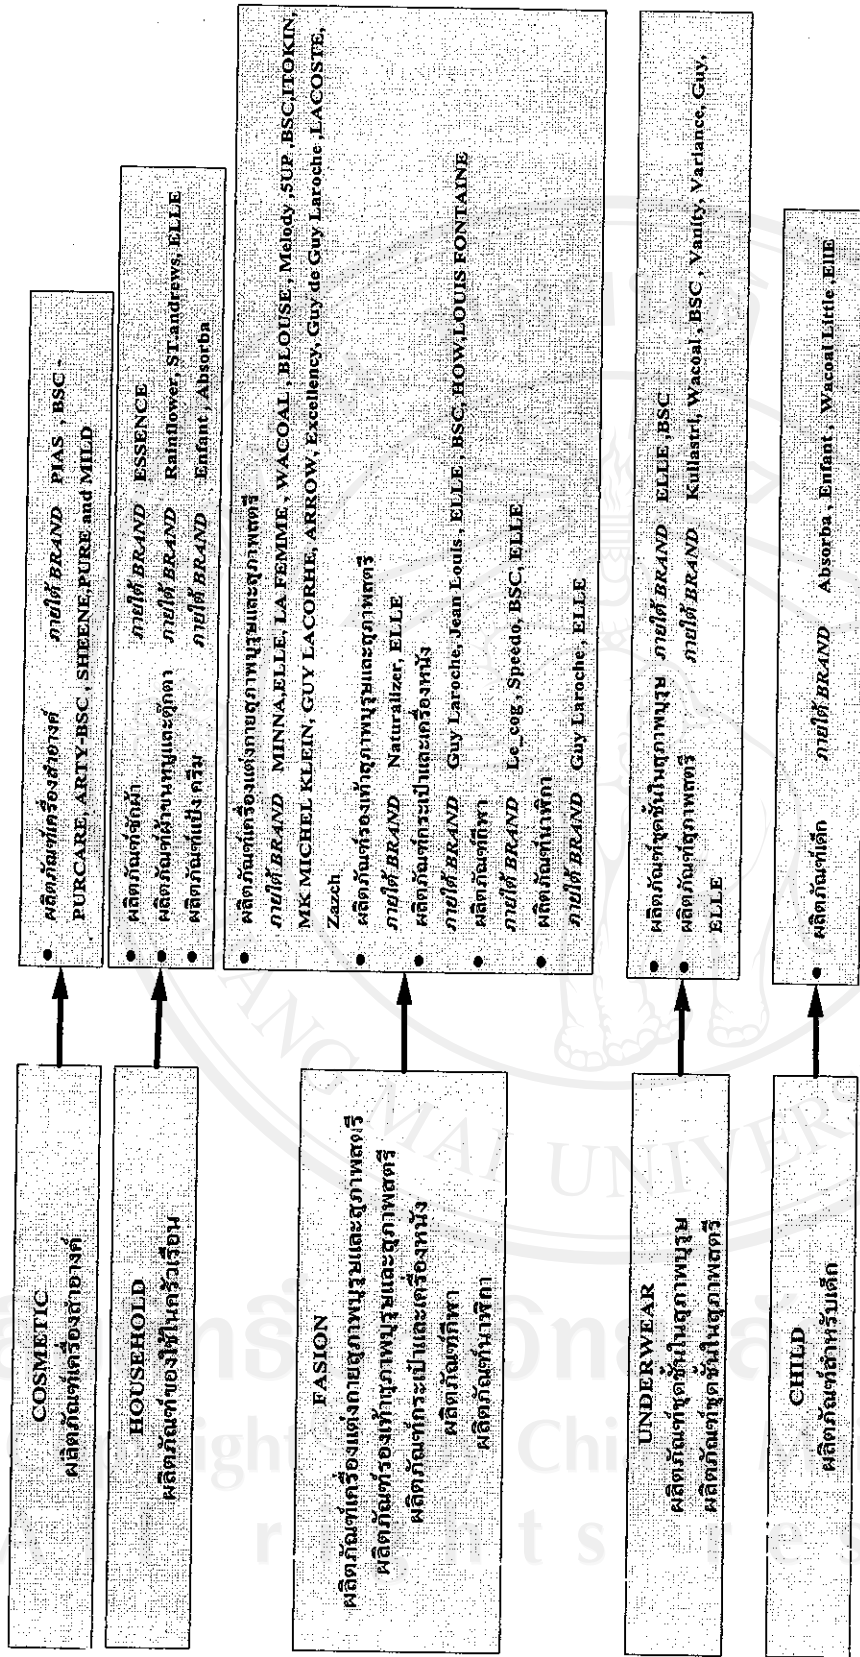 COSMETIC
ผลิตภัณฑ์เครื่องสำอางค์
• ผลิตภัณฑ์เครื่องสำอางค์ ภายใต้ BRAND PIAS , BSC -
PURCARE, ARTY-BSC , SHEENE,PURE and MILD
HOUSEHOLD
ผลิตภัณฑ์ของใช้ในครัวเรือน
• ผลิตภัณฑ์ซักผ้า ภายใต้ BRAND ESSENCE
• ผลิตภัณฑ์ผ้าขนหนูและตุ๊กตา ภายใต้ BRAND Rainflower, ST.andrews, ELLE
• ผลิตภัณฑ์แป้ง ครีม ภายใต้ BRAND Enfant , Absorba
FASION
ผลิตภัณฑ์เครื่องแต่งกายสุภาพบุรุษและสุภาพสตรี
ผลิตภัณฑ์รองเท้าสุภาพบุรุษและสุภาพสตรี
ผลิตภัณฑ์กระเป๋าและเครื่องหนัง
ผลิตภัณฑ์กีฬา
ผลิตภัณฑ์นาฬิกา
• ผลิตภัณฑ์เครื่องแต่งกายสุภาพบุรุษและสุภาพสตรี
ภายใต้ BRAND MINNA,ELLE, LA FEMME , WACOAL , BLOUSE , Melody ,SUP ,BSC,ITOKIN,
MK MICHEL KLEIN, GUY LACORHE, ARROW, Excellency, Guy de Guy Laroche ,LACOSTE,
Zazch
• ผลิตภัณฑ์รองเท้าสุภาพบุรุษและสุภาพสตรี
ภายใต้ BRAND Naturalizer, ELLE
• ผลิตภัณฑ์กระเป๋าและเครื่องหนัง
ภายใต้ BRAND Guy Laroche, Jean Louis , ELLE , BSC, HOW,LOUIS FONTAINE
• ผลิตภัณฑ์กีฬา
ภายใต้ BRAND Le_cog , Speedo, BSC, ELLE
• ผลิตภัณฑ์นาฬิกา
ภายใต้ BRAND Guy Laroche , ELLE
UNDERWEAR
ผลิตภัณฑ์ชุดชั้นในสุภาพบุรุษ
ผลิตภัณฑ์ชุดชั้นในสุภาพสตรี
• ผลิตภัณฑ์ชุดชั้นในสุภาพบุรุษ ภายใต้ BRAND ELLE ,BSC
• ผลิตภัณฑ์สุภาพสตรี ภายใต้ BRAND Kullastri, Wacoal , BSC , Vanity, Variance, Guy,
ELLE
CHILD
ผลิตภัณฑ์สำหรับเด็ก
• ผลิตภัณฑ์เด็ก ภายใต้ BRAND Absorba , Enfant , Wacoal Little ,EllE